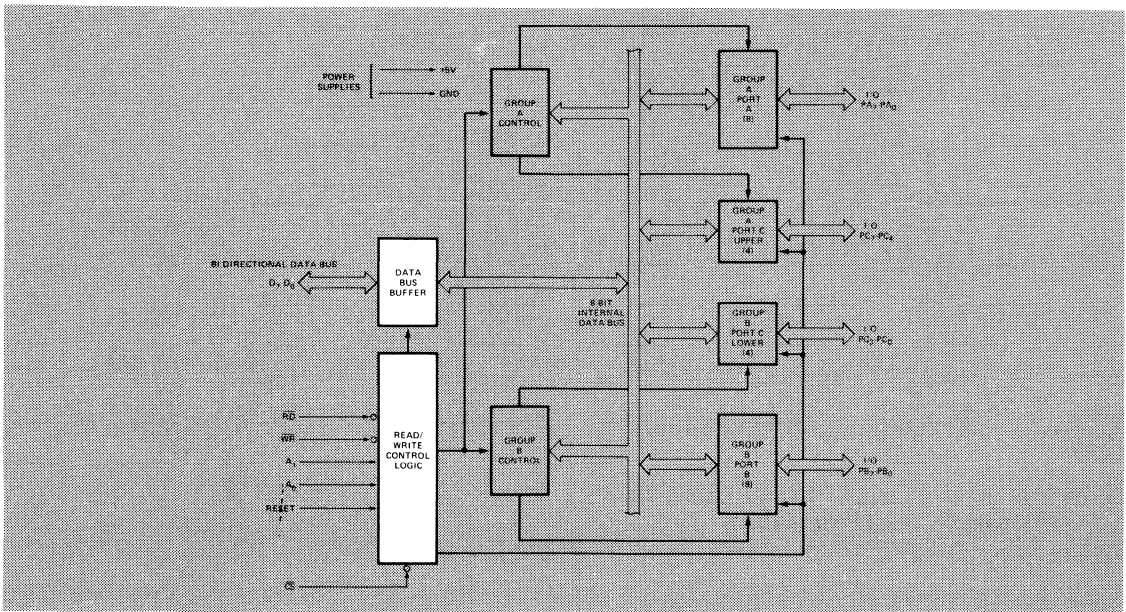 POWER
SUPPLIES
+5V
GND
GROUP
A
CONTROL
GROUP
A
PORT
A
(8)
I/O
PA7-PA0
GROUP
A
PORT C
UPPER
(4)
I/O
PC7-PC4
BI DIRECTIONAL DATA BUS
D7 D0
DATA
BUS
BUFFER
8 BIT
INTERNAL
DATA BUS
GROUP
B
PORT C
LOWER
(4)
I/O
PC3-PC0
RD
WR
A1
A0
RESET
READ/
WRITE
CONTROL
LOGIC
GROUP
B
CONTROL
GROUP
B
PORT
B
(8)
I/O
PB7-PB0
CS